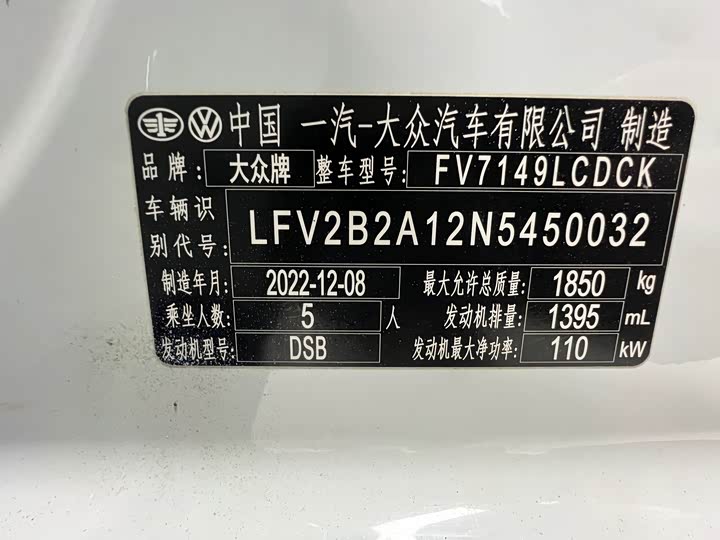 中国 一汽-大众汽车有限公司 制造
品牌: 大众牌 整车型号: FV7149LCDCK
车辆识别代号: LFV2B2A12N5450032
制造年月: 2022-12-08 最大允许总质量: 1850 kg
乘坐人数: 5 人 发动机排量: 1395 mL
发动机型号: DSB 发动机最大净功率: 110 kW